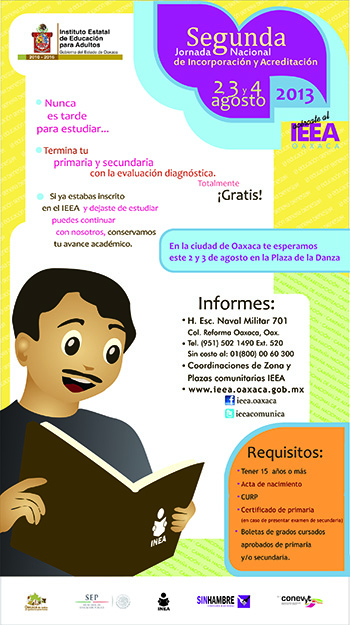 Instituto Estatal
de Educación
para Adultos
Gobierno del Estado de Oaxaca
2010 - 2016
Segunda
Jornada Nacional
de Incorporación y Acreditación
2 3 y 4
agosto
2013
acércate al
IEEA
OAXACA
Nunca
es tarde
para estudiar...
Termina tu
primaria y secundaria
con la evaluación diagnóstica.
Totalmente
¡Gratis!
Si ya estabas inscrito
en el IEEA y dejaste de estudiar
puedes continuar
con nosotros, conservamos
tu avance académico.
En la ciudad de Oaxaca te esperamos
este 2 y 3 de agosto en la Plaza de la Danza
Informes:
• H. Esc. Naval Militar 701
Col. Reforma Oaxaca, Oax.
• Tel. (951) 502 1490 Ext. 520
Sin costo al: 01(800) 00 60 300
• Coordinaciones de Zona y
Plazas comunitarias IEEA
• www.ieea.oaxaca.gob.mx
ieea.oaxaca
ieeacomunica
Requisitos:
• Tener 15 años o más
• Acta de nacimiento
• CURP
• Certificado de primaria
(en caso de presentar examen de secundaria)
• Boletas de grados cursados
aprobados de primaria
y/o secundaria.
INEA
SEP
INEA
SINHAMBRE
conevyt